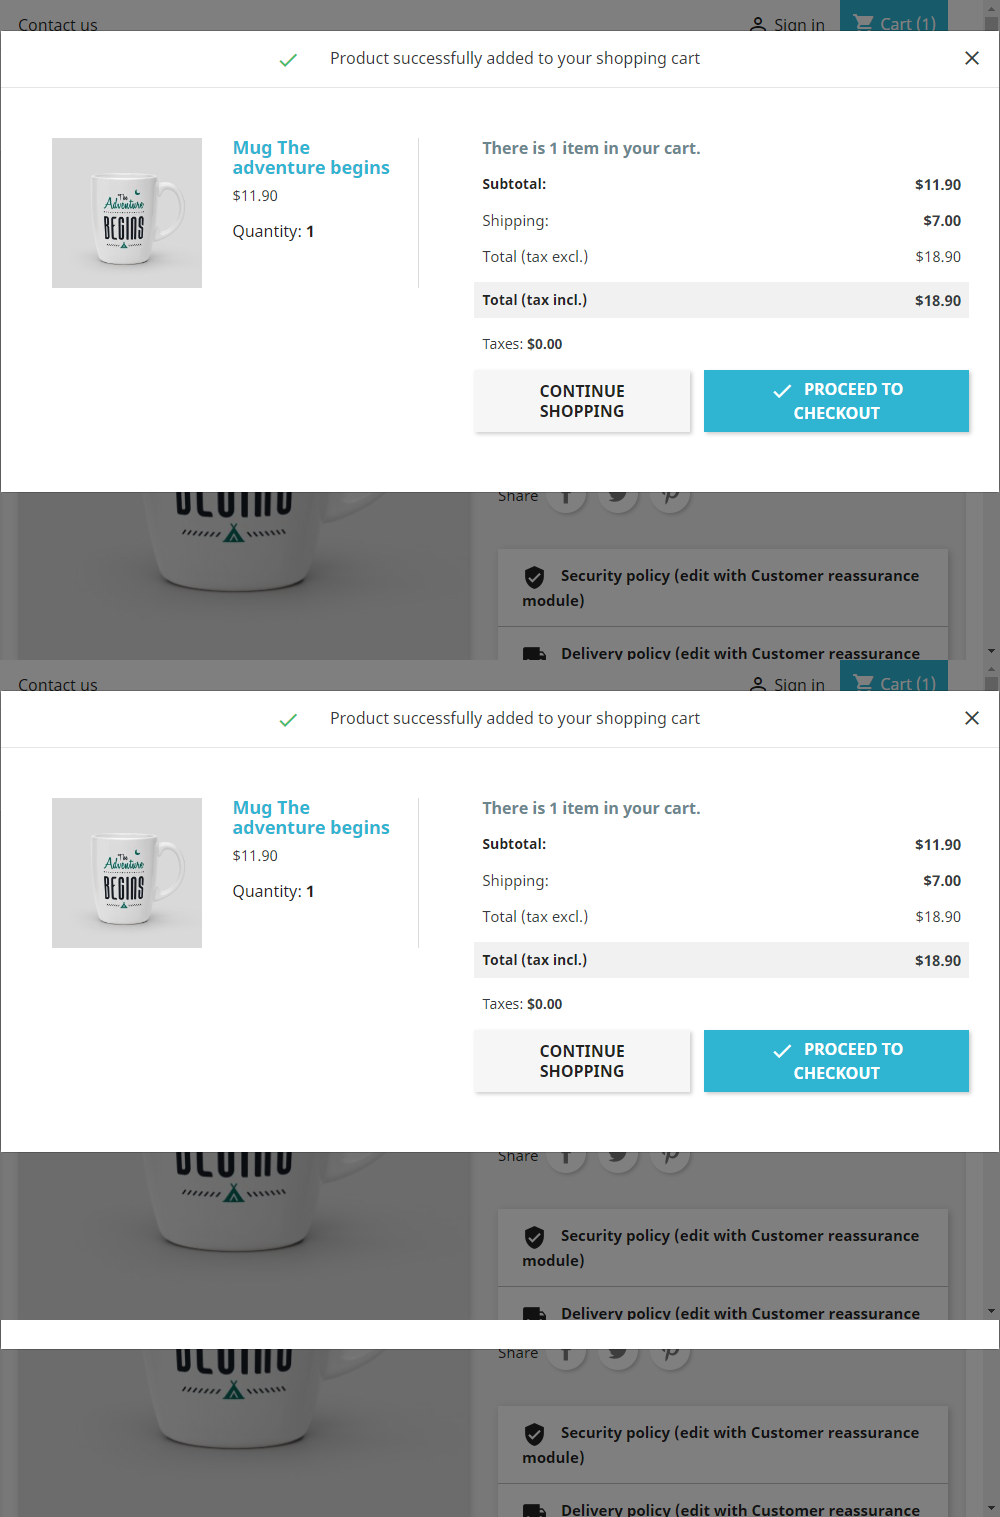 Contact us
Sign in
Cart (1)
Product successfully added to your shopping cart
The
Adventure
BEGINS
Mug The
adventure begins
$11.90
Quantity: 1
There is 1 item in your cart.
Subtotal: $11.90
Shipping: $7.00
Total (tax excl.) $18.90
Total (tax incl.) $18.90
Taxes: $0.00
CONTINUE
SHOPPING
PROCEED TO
CHECKOUT
BEGINS
Share
Security policy (edit with Customer reassurance
module)
Delivery policy (edit with Customer reassurance
Contact us
Sign in
Cart (1)
Product successfully added to your shopping cart
The
Adventure
BEGINS
Mug The
adventure begins
$11.90
Quantity: 1
There is 1 item in your cart.
Subtotal: $11.90
Shipping: $7.00
Total (tax excl.) $18.90
Total (tax incl.) $18.90
Taxes: $0.00
CONTINUE
SHOPPING
PROCEED TO
CHECKOUT
BEGINS
Share
Security policy (edit with Customer reassurance
module)
Delivery policy (edit with Customer reassurance
BEGINS
Share
Security policy (edit with Customer reassurance
module)
Delivery policy (edit with Customer reassurance